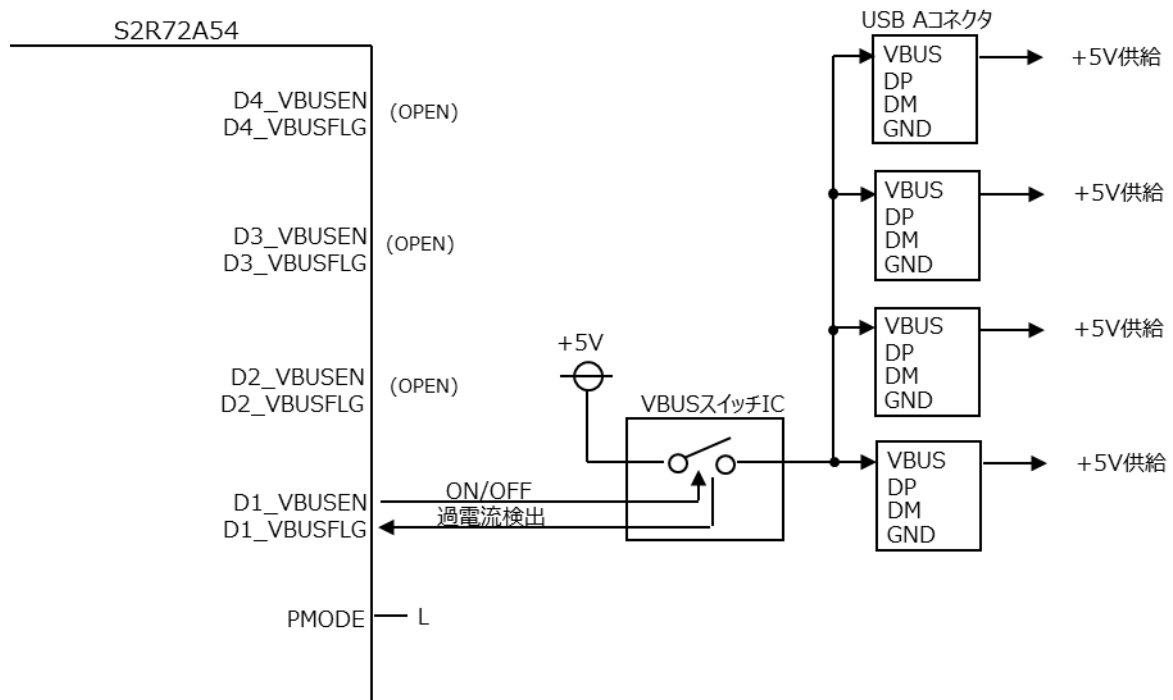 S2R72A54
USB Aコネクタ
VBUS
DP
DM
GND
+5V供給
D4_VBUSEN
D4_VBUSFLG
(OPEN)
VBUS
DP
DM
GND
+5V供給
D3_VBUSEN
D3_VBUSFLG
(OPEN)
VBUS
DP
DM
GND
+5V供給
+5V
D2_VBUSEN
D2_VBUSFLG
(OPEN)
VBUSスイッチIC
VBUS
DP
DM
GND
+5V供給
D1_VBUSEN
D1_VBUSFLG
ON/OFF
過電流検出
PMODE
L